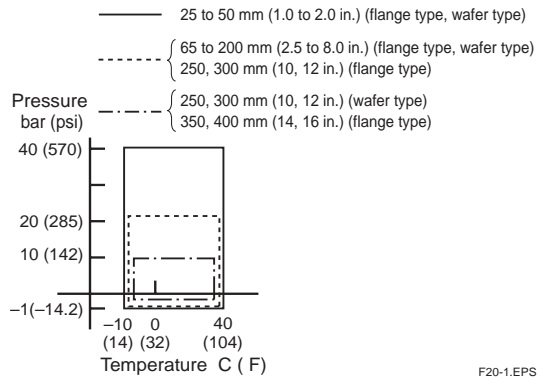 25 to 50 mm (1.0 to 2.0 in.) (flange type, wafer type)
65 to 200 mm (2.5 to 8.0 in.) (flange type, wafer type)
250, 300 mm (10, 12 in.) (flange type)
250, 300 mm (10, 12 in.) (wafer type)
350, 400 mm (14, 16 in.) (flange type)
Pressure
bar (psi)
40 (570)
20 (285)
10 (142)
–1(–14.2)
–10 0 40
(14) (32) (104)
Temperature C ( F)
F20-1.EPS